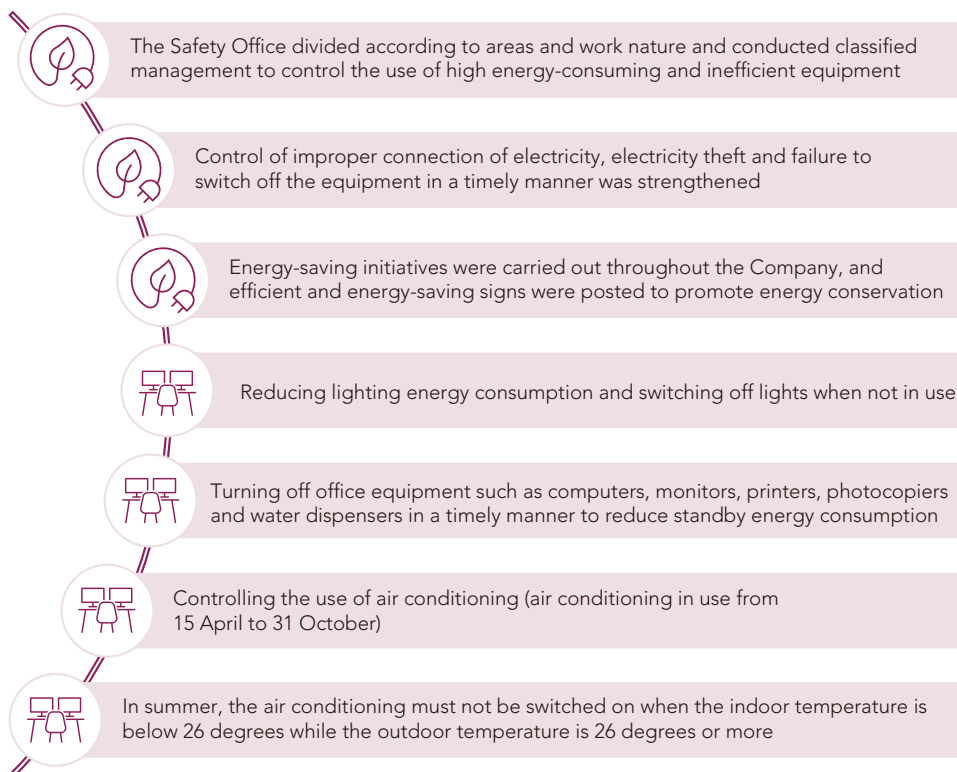 The Safety Office divided according to areas and work nature and conducted classified
management to control the use of high energy-consuming and inefficient equipment
Control of improper connection of electricity, electricity theft and failure to
switch off the equipment in a timely manner was strengthened
Energy-saving initiatives were carried out throughout the Company, and
efficient and energy-saving signs were posted to promote energy conservation
Reducing lighting energy consumption and switching off lights when not in use
Turning off office equipment such as computers, monitors, printers, photocopiers
and water dispensers in a timely manner to reduce standby energy consumption
Controlling the use of air conditioning (air conditioning in use from
15 April to 31 October)
In summer, the air conditioning must not be switched on when the indoor temperature is
below 26 degrees while the outdoor temperature is 26 degrees or more